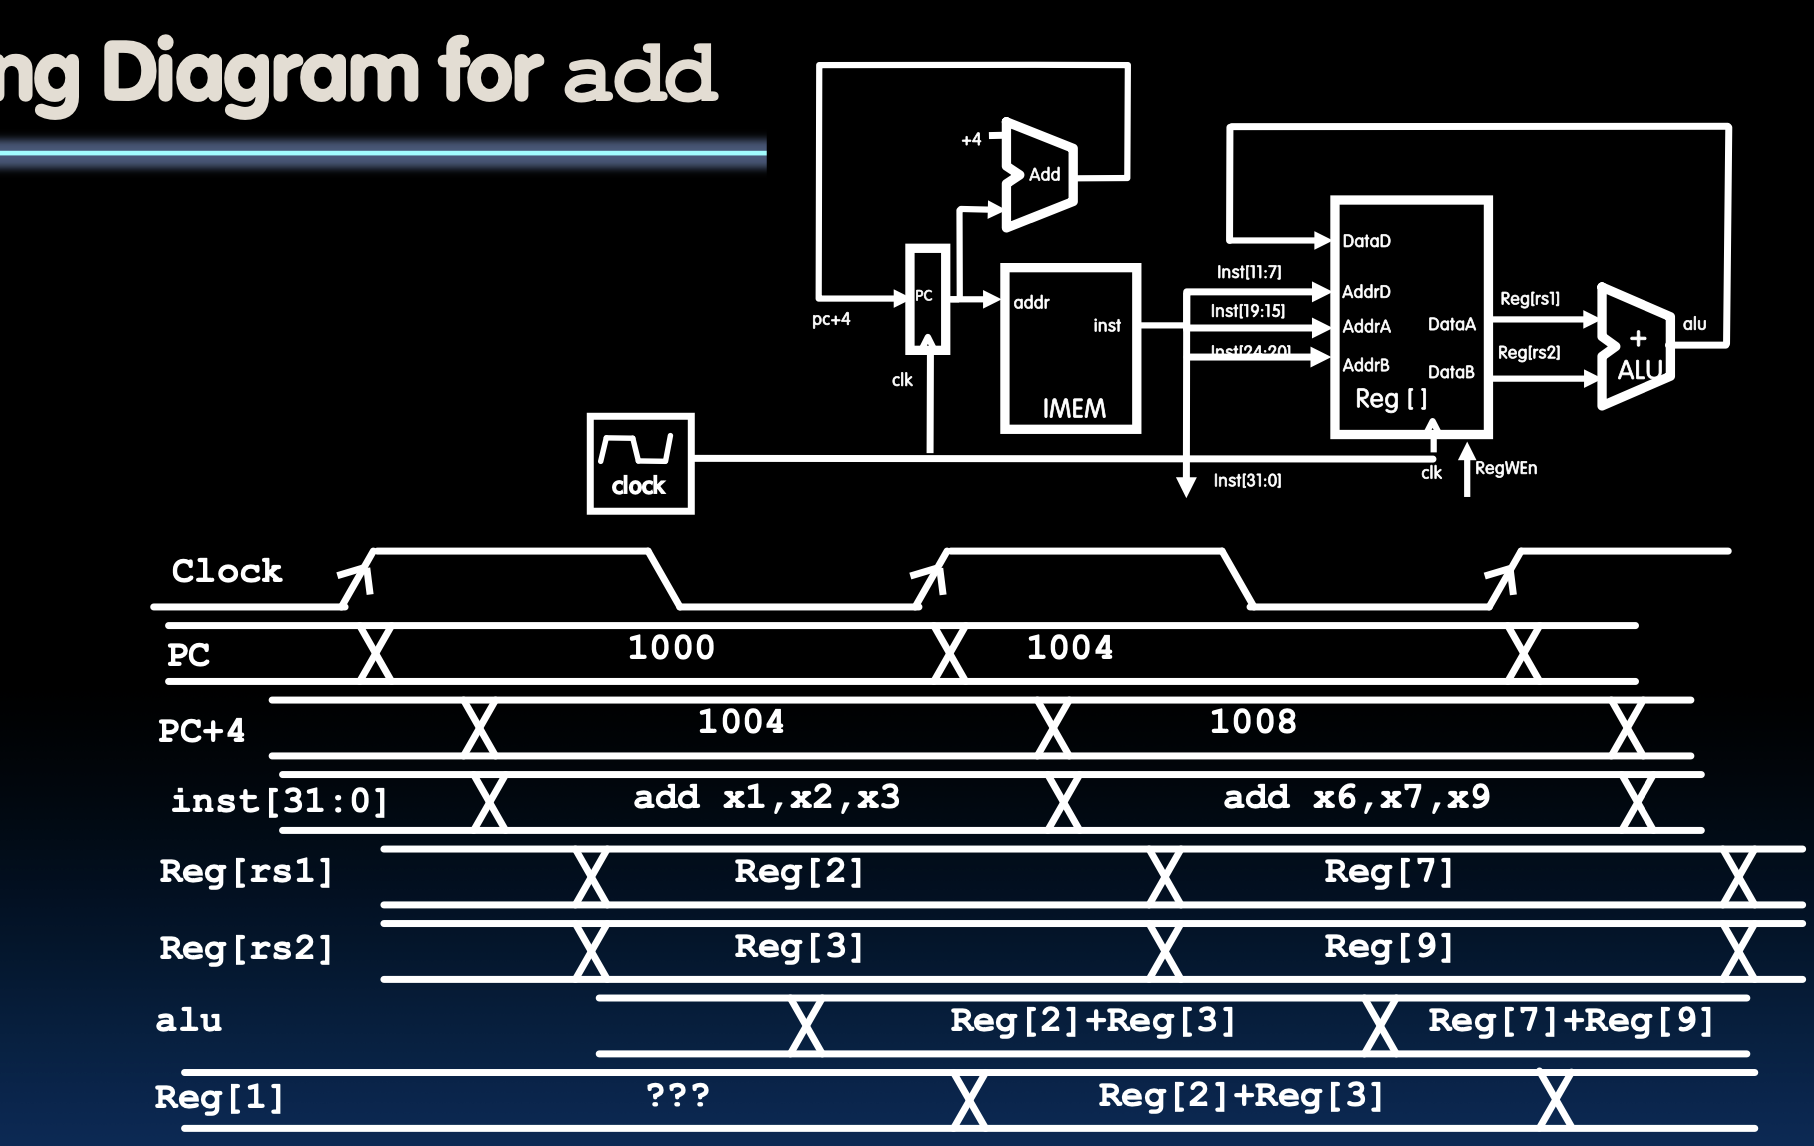 ng Diagram for add
+4
Add
DataD
Inst[11:7]
PC
addr
AddrD
Reg[rs1]
pc+4
Inst[19:15]
inst
AddrA
DataA
+
alu
Inst[24:20]
Reg[rs2]
clk
AddrB
DataB
ALU
IMEM
Reg []
clock
Inst[31:0]
clk
RegWEn
Clock
PC 1000 1004
PC+4 1004 1008
inst[31:0] add x1,x2,x3 add x6,x7,x9
Reg[rs1] Reg[2] Reg[7]
Reg[rs2] Reg[3] Reg[9]
alu Reg[2]+Reg[3] Reg[7]+Reg[9]
Reg[1] ??? Reg[2]+Reg[3]